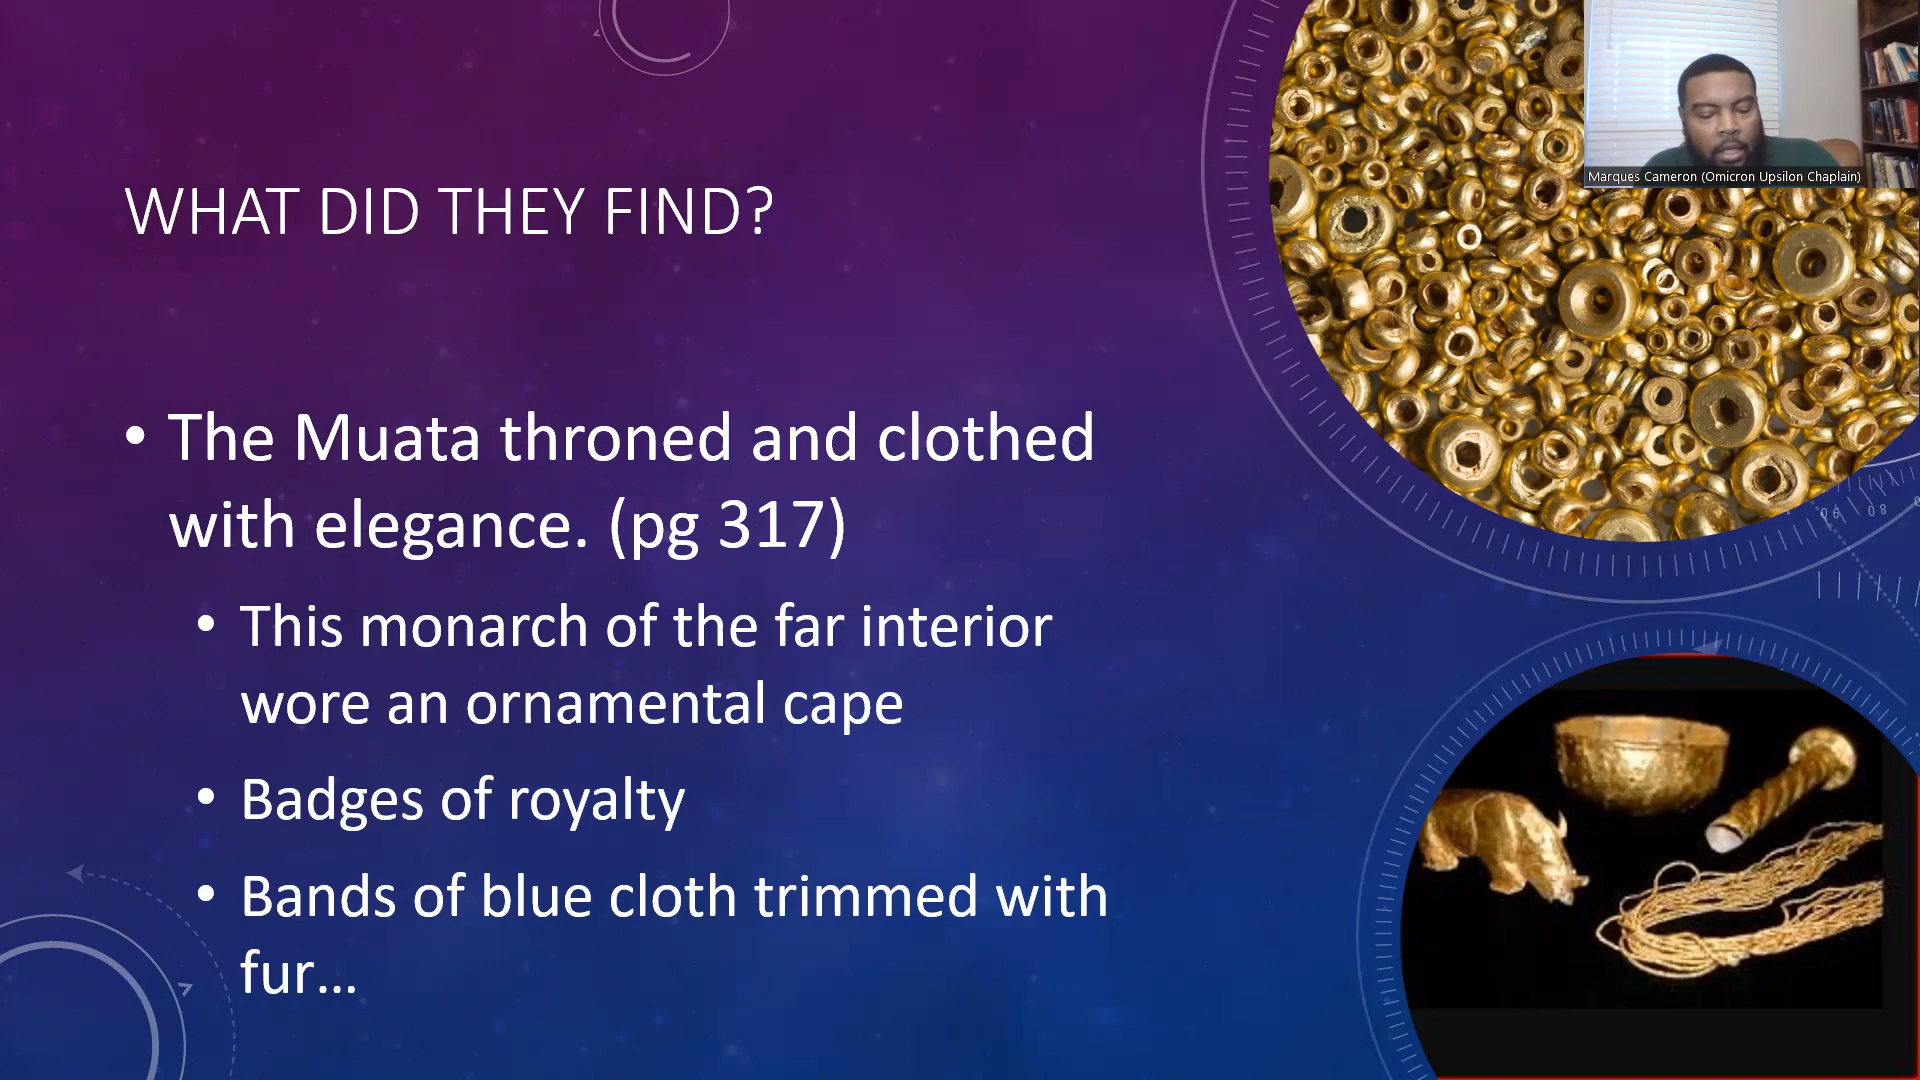 WHAT DID THEY FIND?
• The Muata throned and clothed
with elegance. (pg 317)
• This monarch of the far interior
wore an ornamental cape
• Badges of royalty
• Bands of blue cloth trimmed with
fur...
Marques Cameron (Omicron Upsilon Chaplain)
06 08